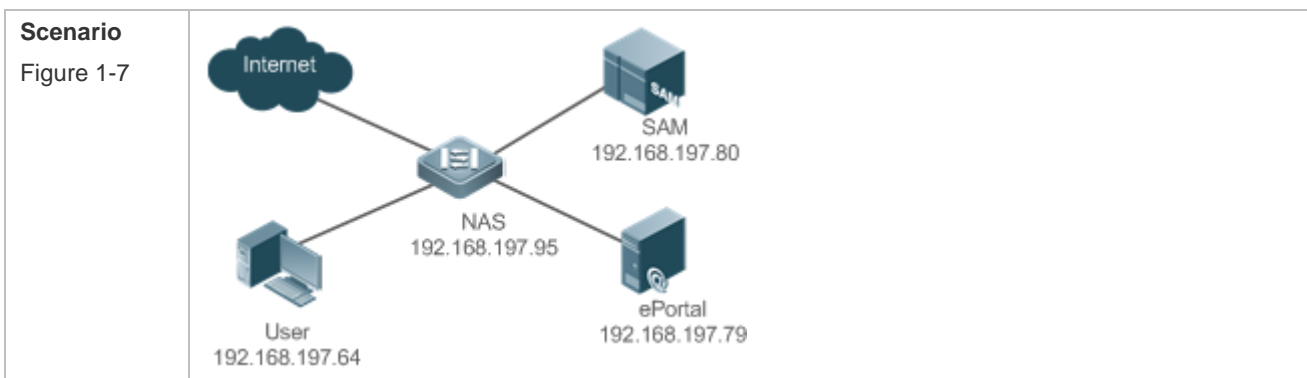 Scenario
Figure 1-7
Internet
SAM
SAM
192.168.197.80
NAS
192.168.197.95
ePortal
192.168.197.79
User
192.168.197.64